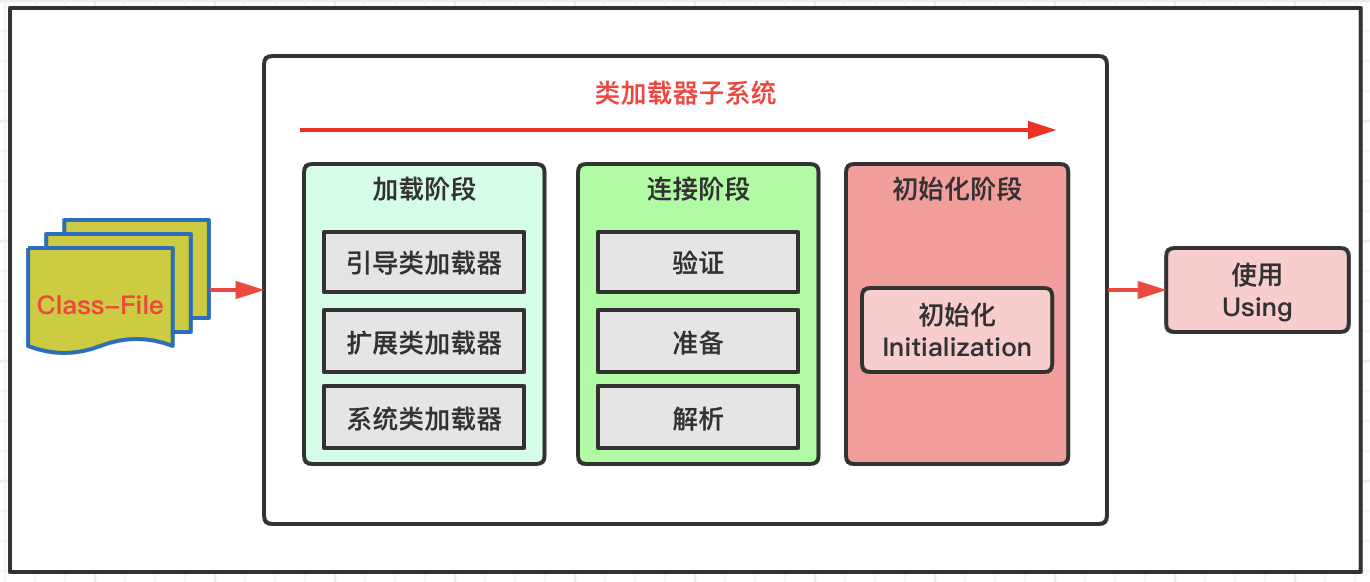 类加载器子系统
加载阶段
引导类加载器
扩展类加载器
系统类加载器
连接阶段
验证
准备
解析
初始化阶段
初始化
Initialization
Class–File
使用
Using